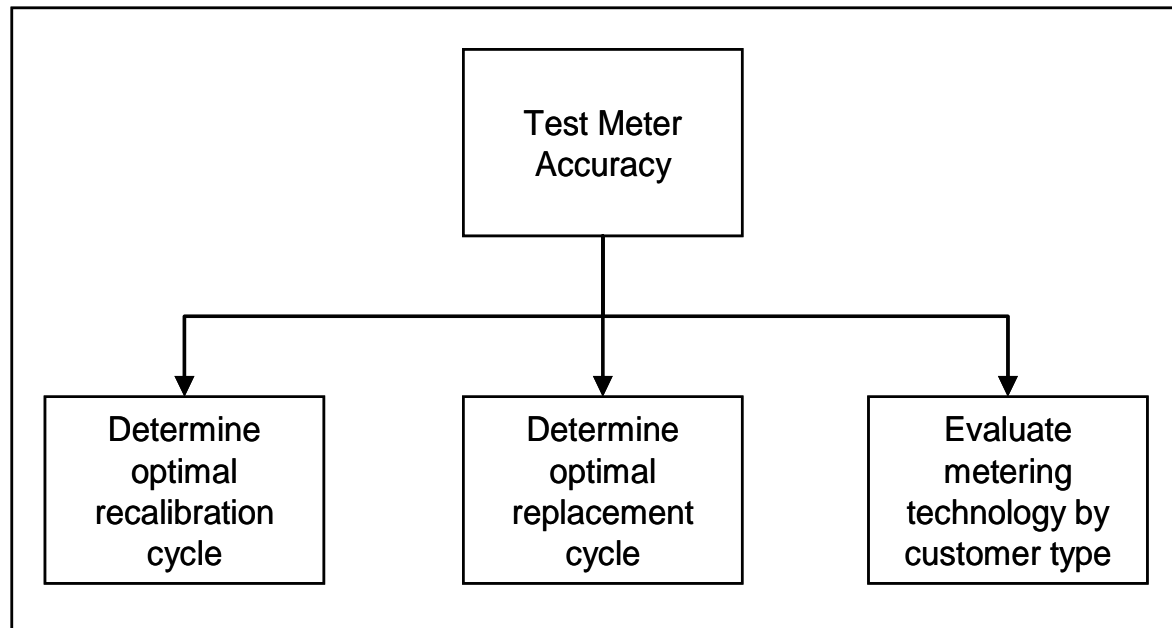 Test Meter
Accuracy
Determine
optimal
recalibration
cycle
Determine
optimal
replacement
cycle
Evaluate
metering
technology by
customer type